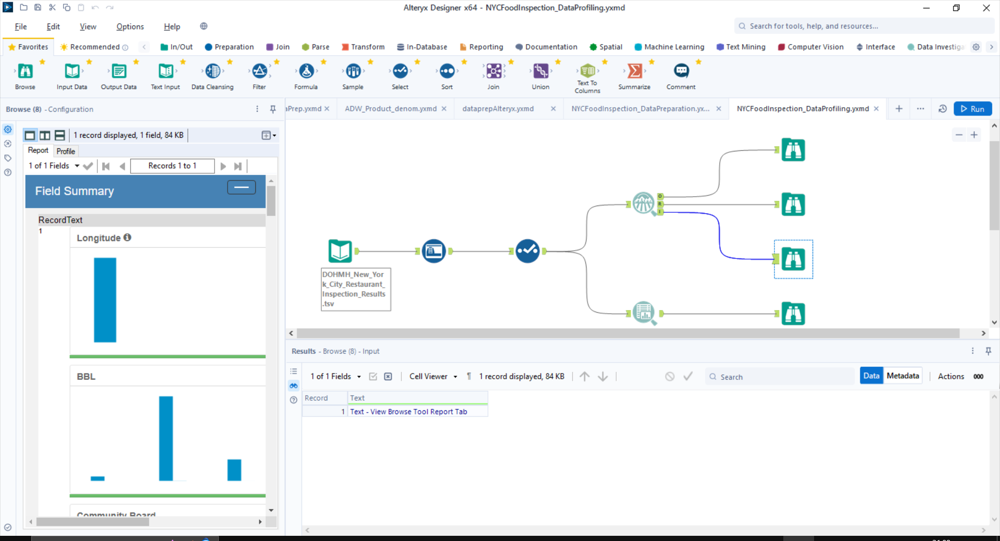 Alteryx Designer x64 - NYCFoodInspection_DataProfiling.yxmd
File Edit View Options Help
Search for tools, help, and resources...
Favorites Recommended In/Out Preparation Join Parse Transform In-Database Reporting Documentation Spatial Machine Learning Text Mining Computer Vision Interface Data Investiga
Browse Input Data Output Data Text Input Data Cleansing Filter Formula Sample Select Sort Join Union Text To Columns Summarize Comment
Browse (8) - Configuration
aPrep.yxmd ADW_Product_denom.yxmd dataprepAlteryx.yxmd NYCFoodInspection_DataPreparation.yx... NYCFoodInspection_DataProfiling.yxmd Run
1 record displayed, 1 field, 84 KB
Report Profile
1 of 1 Fields Records 1 to 1
Field Summary
RecordText
1
Longitude
BBL
Community Board
O
R
I
DOHMH_New_Yor
k_City_Restaurant_
Inspection_Results
.tsv
Results - Browse (8) - Input
1 of 1 Fields Cell Viewer ¶ 1 record displayed, 84 KB Search Data Metadata Actions 000
Record Text
1 Text - View Browse Tool Report Tab